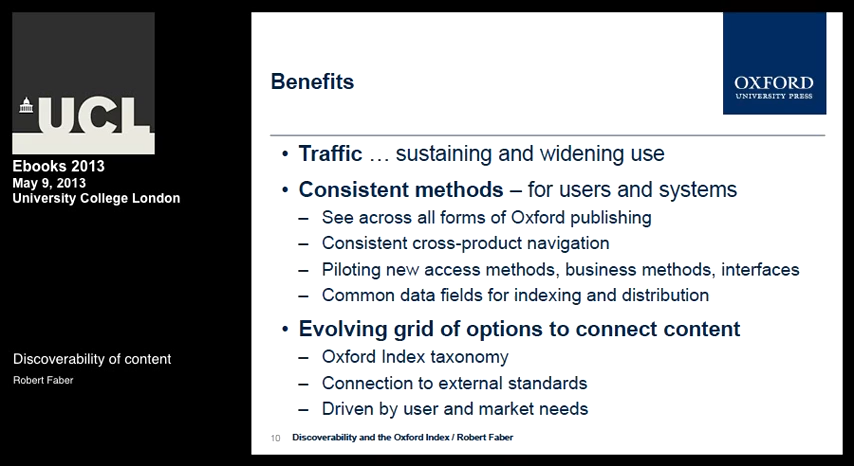 UCL
Ebooks 2013
May 9, 2013
University College London
Discoverability of content
Robert Faber
OXFORD
UNIVERSITY PRESS
Benefits
• Traffic … sustaining and widening use
• Consistent methods – for users and systems
– See across all forms of Oxford publishing
– Consistent cross-product navigation
– Piloting new access methods, business methods, interfaces
– Common data fields for indexing and distribution
• Evolving grid of options to connect content
– Oxford Index taxonomy
– Connection to external standards
– Driven by user and market needs
10 Discoverability and the Oxford Index / Robert Faber